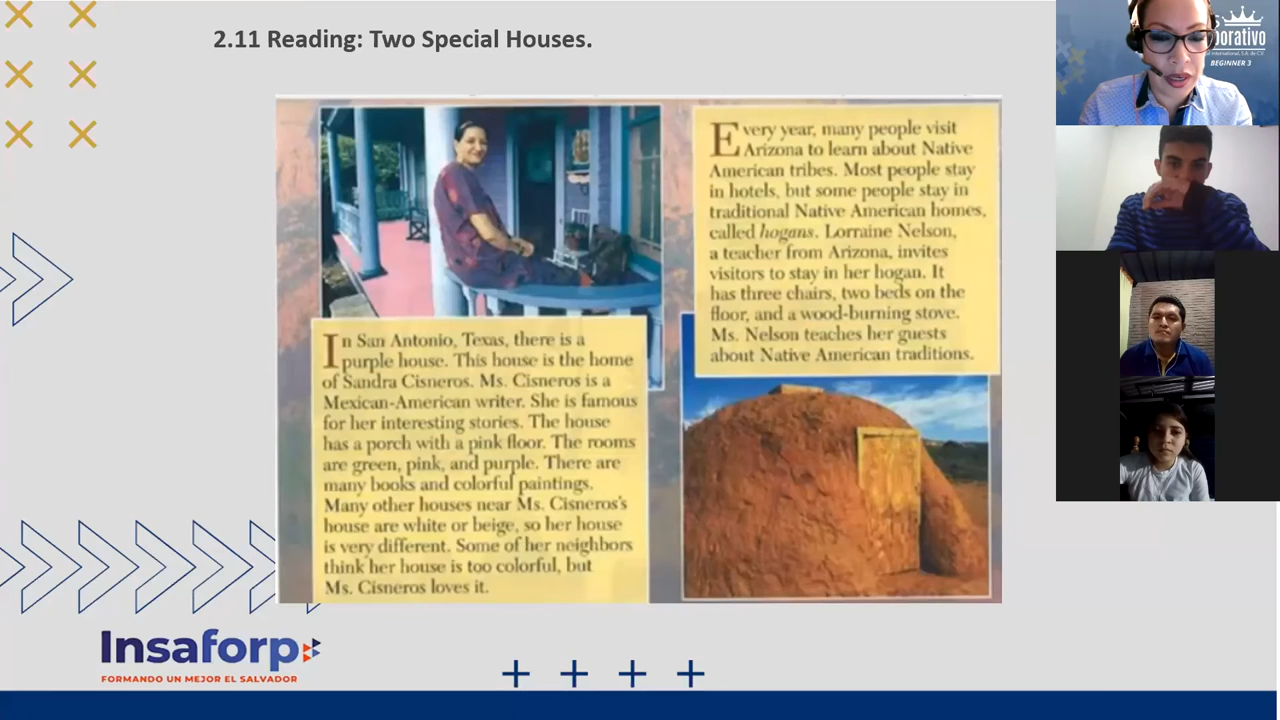 2.11 Reading: Two Special Houses.
In San Antonio, Texas, there is a
purple house. This house is the home
of Sandra Cisneros. Ms. Cisneros is a
Mexican-American writer. She is famous
for her interesting stories. The house
has a porch with a pink floor. The rooms
are green, pink, and purple. There are
many books and colorful paintings.
Many other houses near Ms. Cisneros's
house are white or beige, so her house
is very different. Some of her neighbors
think her house is too colorful, but
Ms. Cisneros loves it.
Every year, many people visit
Arizona to learn about Native
American tribes. Most people stay
in hotels, but some people stay in
traditional Native American homes,
called hogans. Lorraine Nelson,
a teacher from Arizona, invites
visitors to stay in her hogan. It
has three chairs, two beds on the
floor, and a wood-burning stove.
Ms. Nelson teaches her guests
about Native American traditions.
Insaforp
FORMANDO UN MEJOR EL SALVADOR
BEGINNER 3